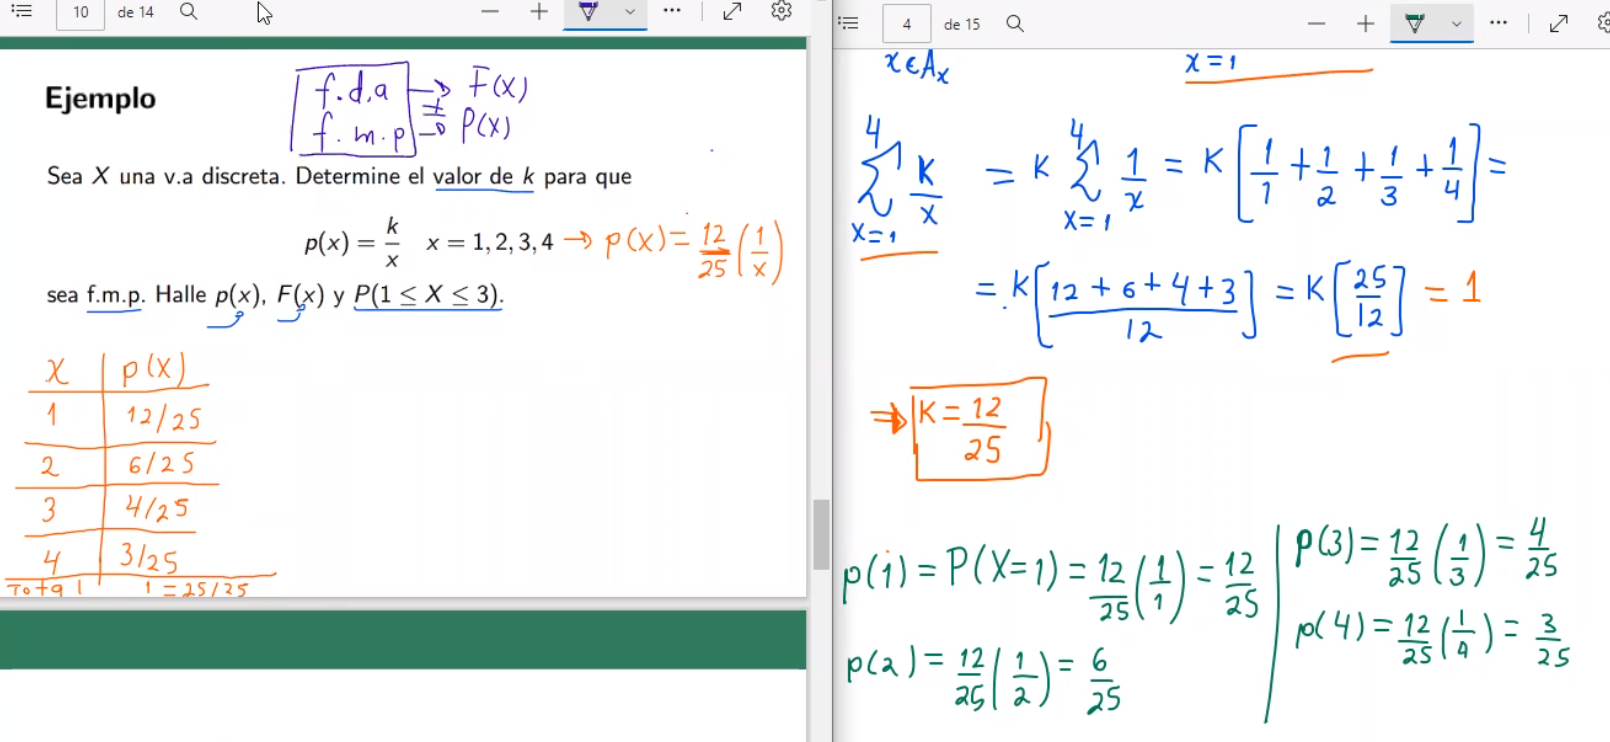 10 de 14
Ejemplo
f.d.a → F(x)
≠
f.m.p → P(x)
Sea X una v.a discreta. Determine el valor de k para que
p(x) = k/x x = 1, 2, 3, 4 → p(x) = 12/25 (1/x)
sea f.m.p. Halle p(x), F(x) y P(1 ≤ X ≤ 3).
X | p(X)
1 | 12/25
2 | 6/25
3 | 4/25
4 | 3/25
Total | 1 = 25/25
4 de 15
x ∈ Ax x = 1
4 ∑ x=1 K/x = K 4 ∑ x=1 1/x = K [1/1 + 1/2 + 1/3 + 1/4] =
= K [12 + 6 + 4 + 3 / 12] = K [25/12] = 1
⇒ K = 12/25
p(1) = P(X=1) = 12/25 (1/1) = 12/25
p(2) = 12/25 (1/2) = 6/25
p(3) = 12/25 (1/3) = 4/25
p(4) = 12/25 (1/4) = 3/25